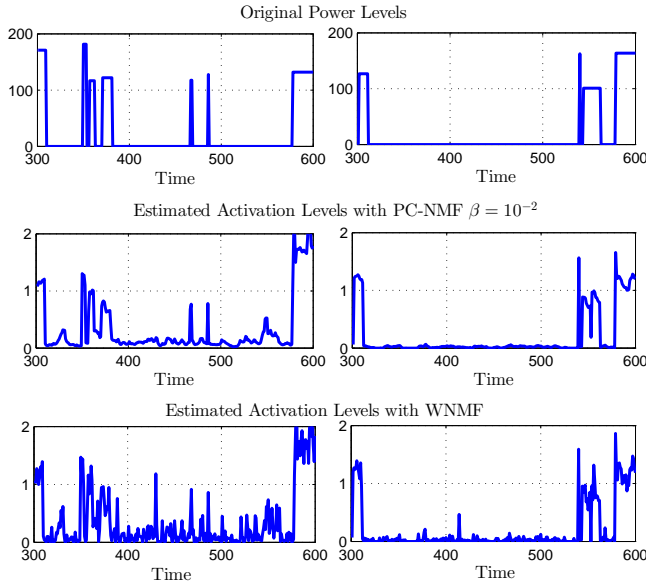 Original Power Levels
200
100
0
300 400 500 600
Time
200
100
0
300 400 500 600
Time
Estimated Activation Levels with PC-NMF β = 10⁻²
2
1
0
300 400 500 600
Time
2
1
0
300 400 500 600
Time
Estimated Activation Levels with WNMF
2
1
0
300 400 500 600
Time
2
1
0
300 400 500 600
Time